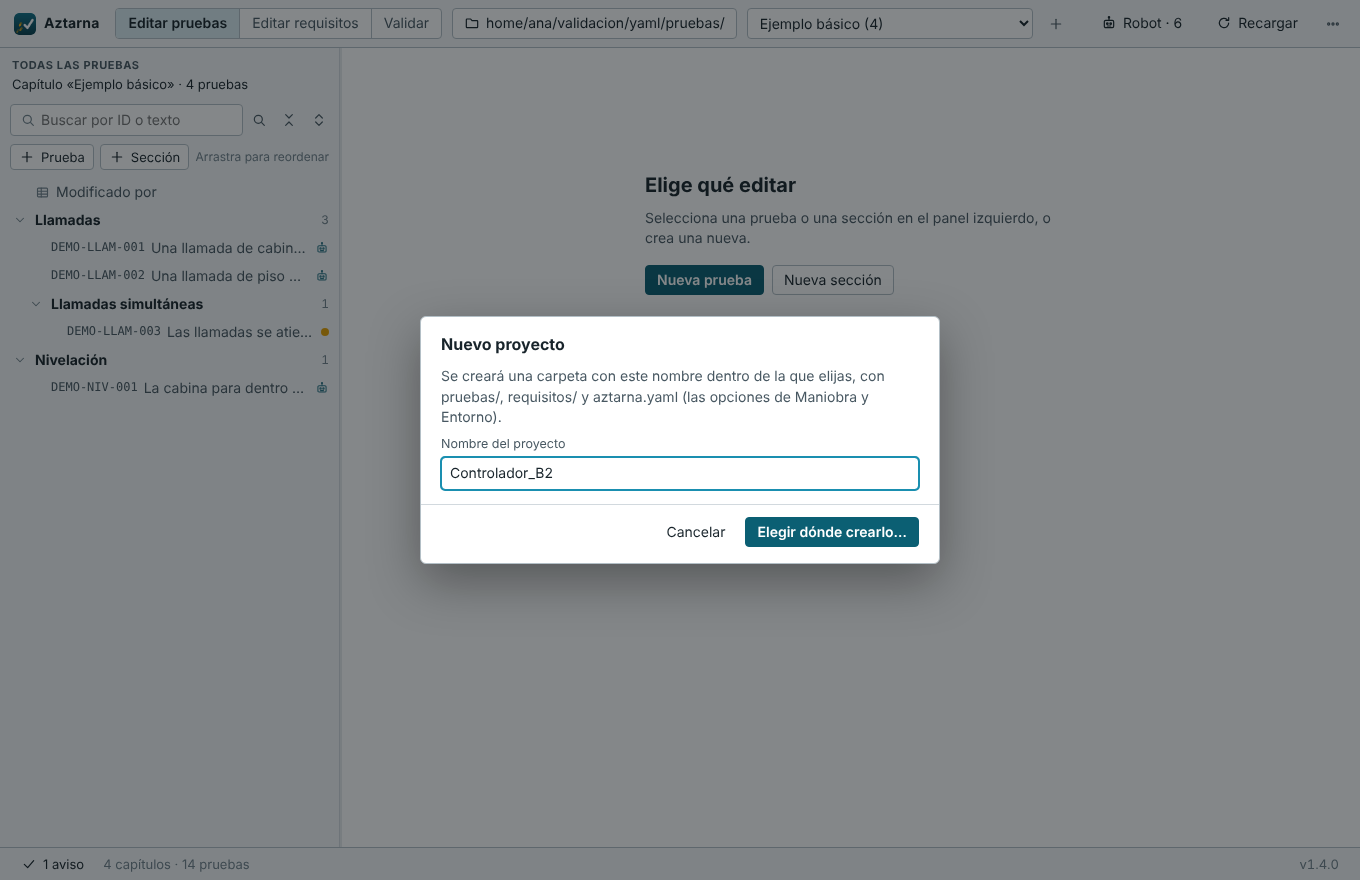 Aztarna
Editar pruebas
Editar requisitos
Validar
home/ana/validacion/yaml/pruebas/
Ejemplo básico (4)
Robot · 6
Recargar
TODAS LAS PRUEBAS
Capítulo «Ejemplo básico» · 4 pruebas
Buscar por ID o texto
Prueba
Sección
Arrastra para reordenar
Modificado por
Llamadas 3
DEMO-LLAM-001 Una llamada de cabin...
DEMO-LLAM-002 Una llamada de piso ...
Llamadas simultáneas 1
DEMO-LLAM-003 Las llamadas se atie...
Nivelación 1
DEMO-NIV-001 La cabina para dentro ...
Elige qué editar
Selecciona una prueba o una sección en el panel izquierdo, o
crea una nueva.
Nueva prueba
Nueva sección
Nuevo proyecto
Se creará una carpeta con este nombre dentro de la que elijas, con
pruebas/, requisitos/ y aztarna.yaml (las opciones de Maniobra y
Entorno).
Nombre del proyecto
Controlador_B2
Cancelar
Elegir dónde crearlo...
1 aviso
4 capítulos · 14 pruebas
v1.4.0